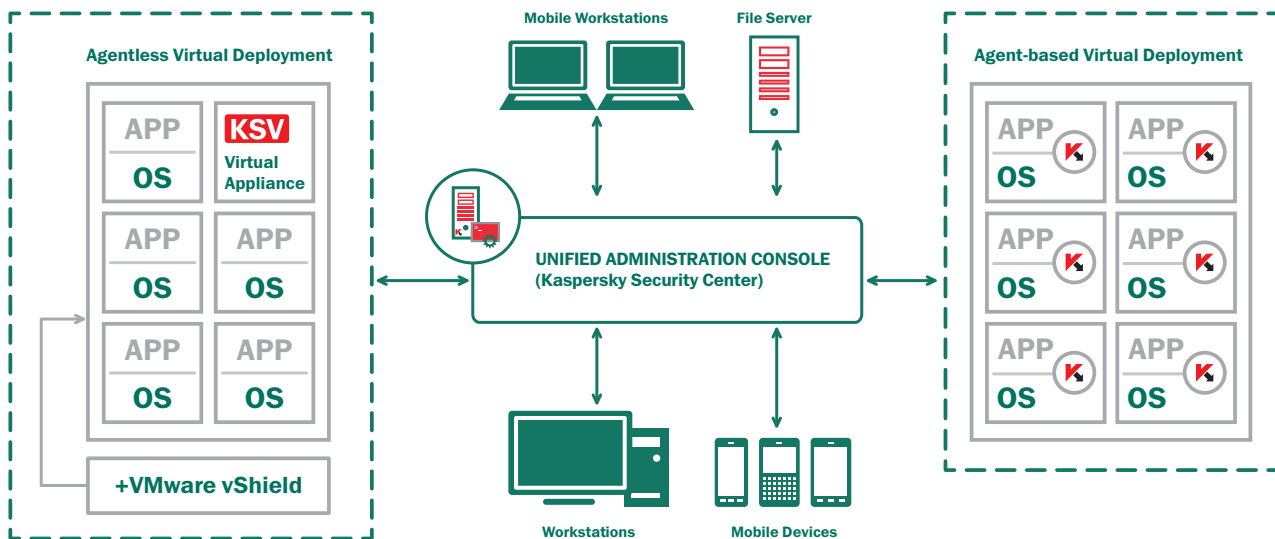 Agentless Virtual Deployment
APP
OS
KSV
Virtual
Appliance
APP
OS
APP
OS
APP
OS
APP
OS
+VMware vShield
Mobile Workstations
File Server
UNIFIED ADMINISTRATION CONSOLE
(Kaspersky Security Center)
Workstations
Mobile Devices
Agent-based Virtual Deployment
APP
OS
APP
OS
APP
OS
APP
OS
APP
OS
APP
OS